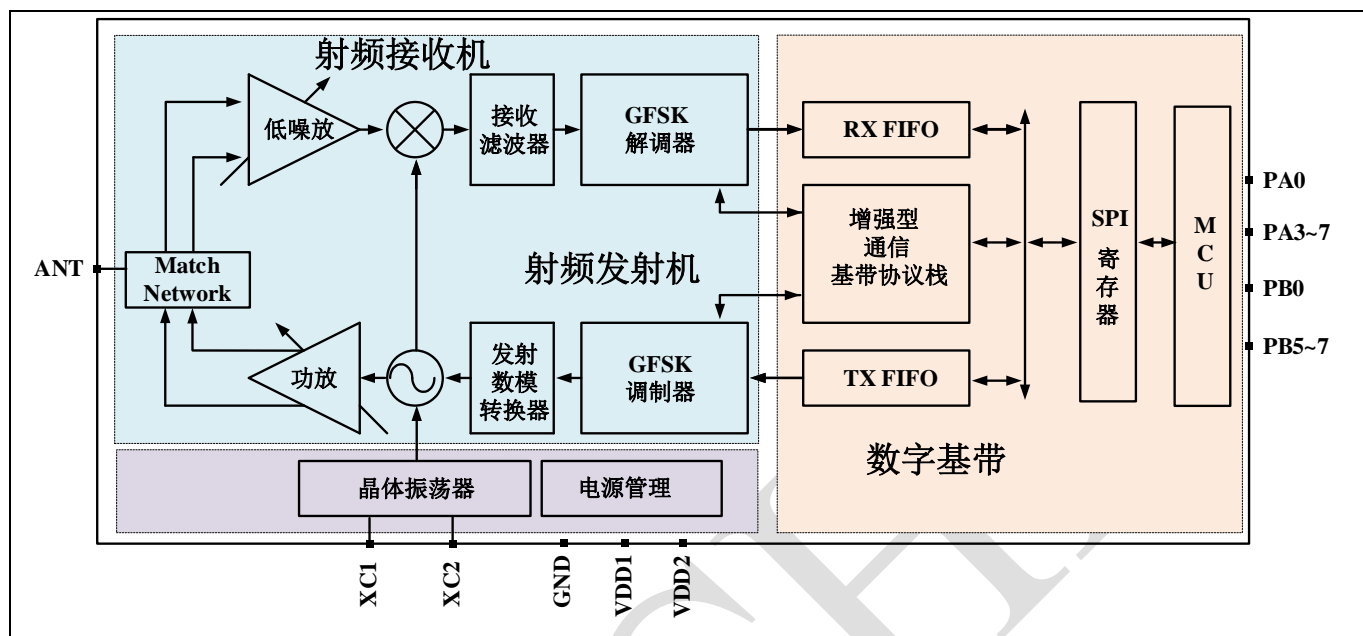 射频接收机
低噪放
接收
滤波器
GFSK
解调器
RX FIFO
增强型
通信
基带协议栈
SPI
寄
存
器
M
C
U
PA0
PA3~7
PB0
PB5~7
ANT
Match
Network
射频发射机
功放
发射
数模
转换器
GFSK
调制器
TX FIFO
数字基带
晶体振荡器
电源管理
XC1
XC2
GND
VDD1
VDD2